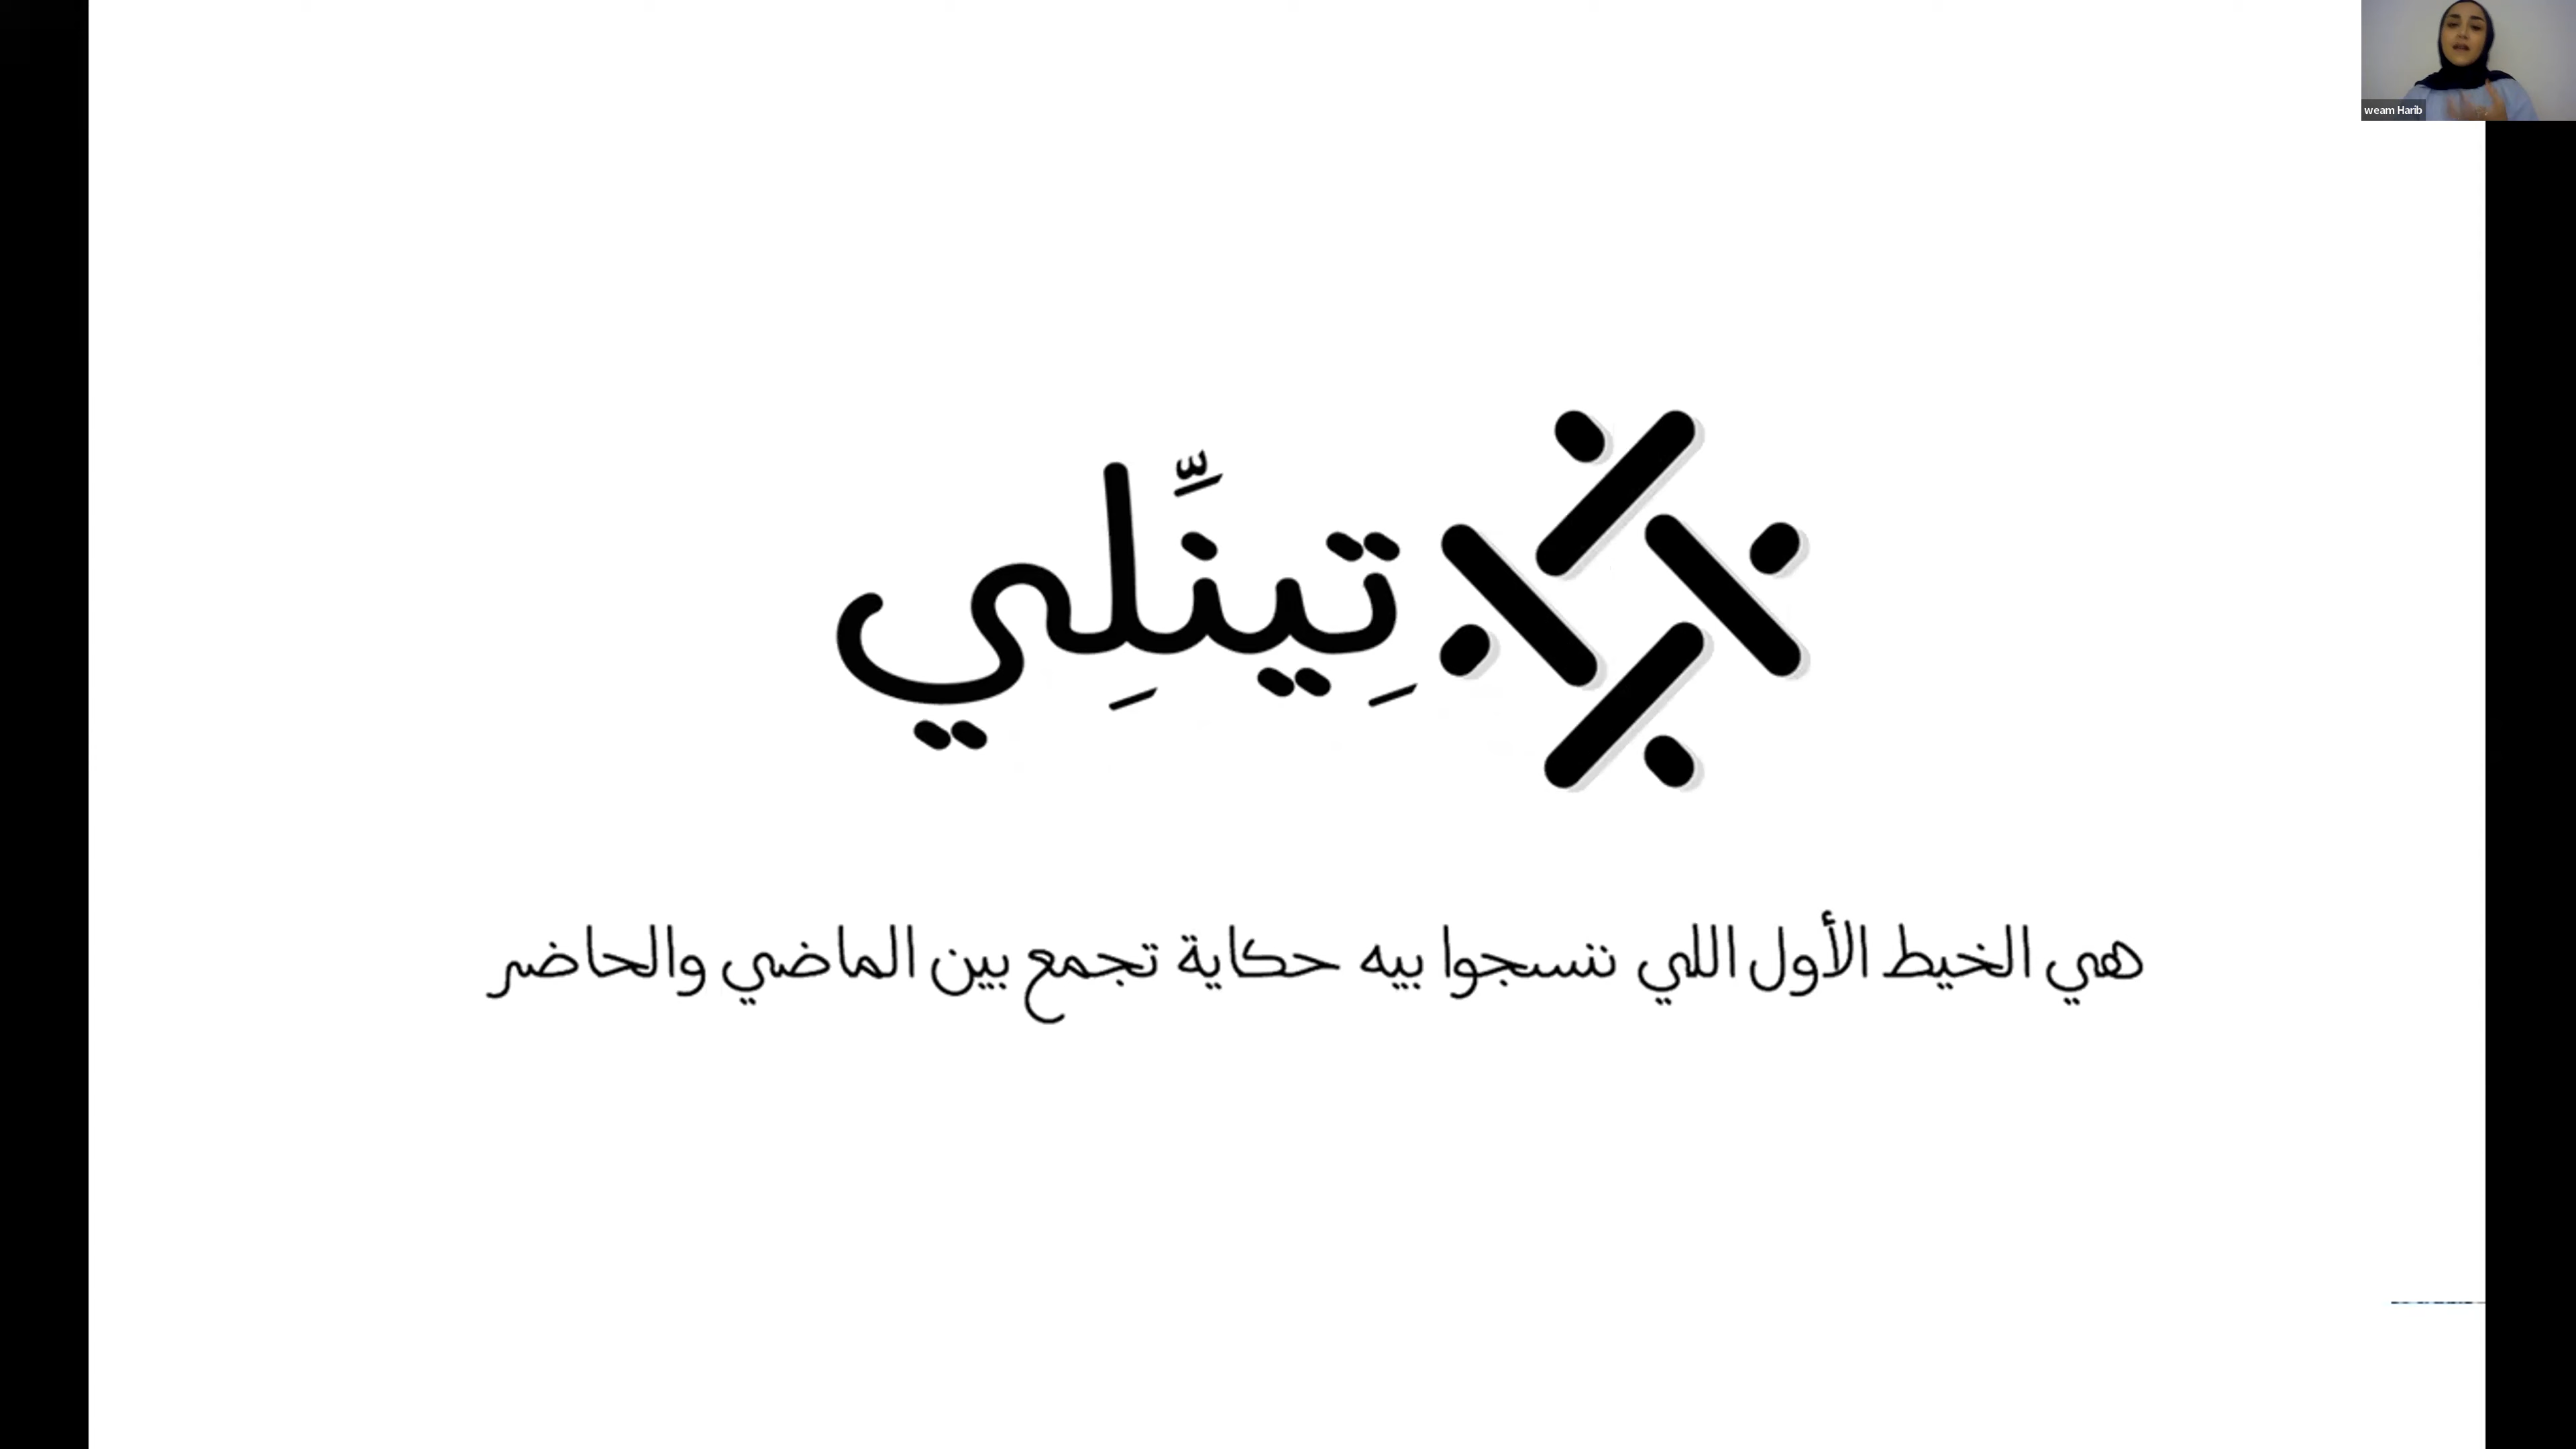 weam Harib
تِينِّلِي
هي الخيط الأول اللي ننسجوا بيه حكاية تجمع بين الماضي والحاضر